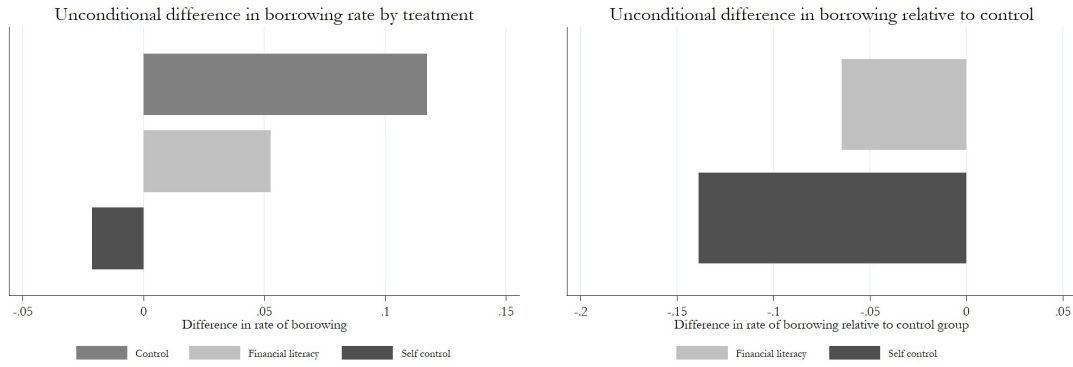 Unconditional difference in borrowing rate by treatment
-.05 0 .05 .1 .15
Difference in rate of borrowing
Control Financial literacy Self control
Unconditional difference in borrowing relative to control
-.2 -.15 -.1 -.05 0 .05
Difference in rate of borrowing relative to control group
Financial literacy Self control